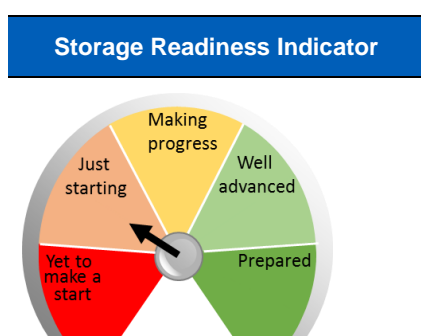 Storage Readiness Indicator
Making
progress
Just
starting
Well
advanced
Yet to
make a
start
Prepared